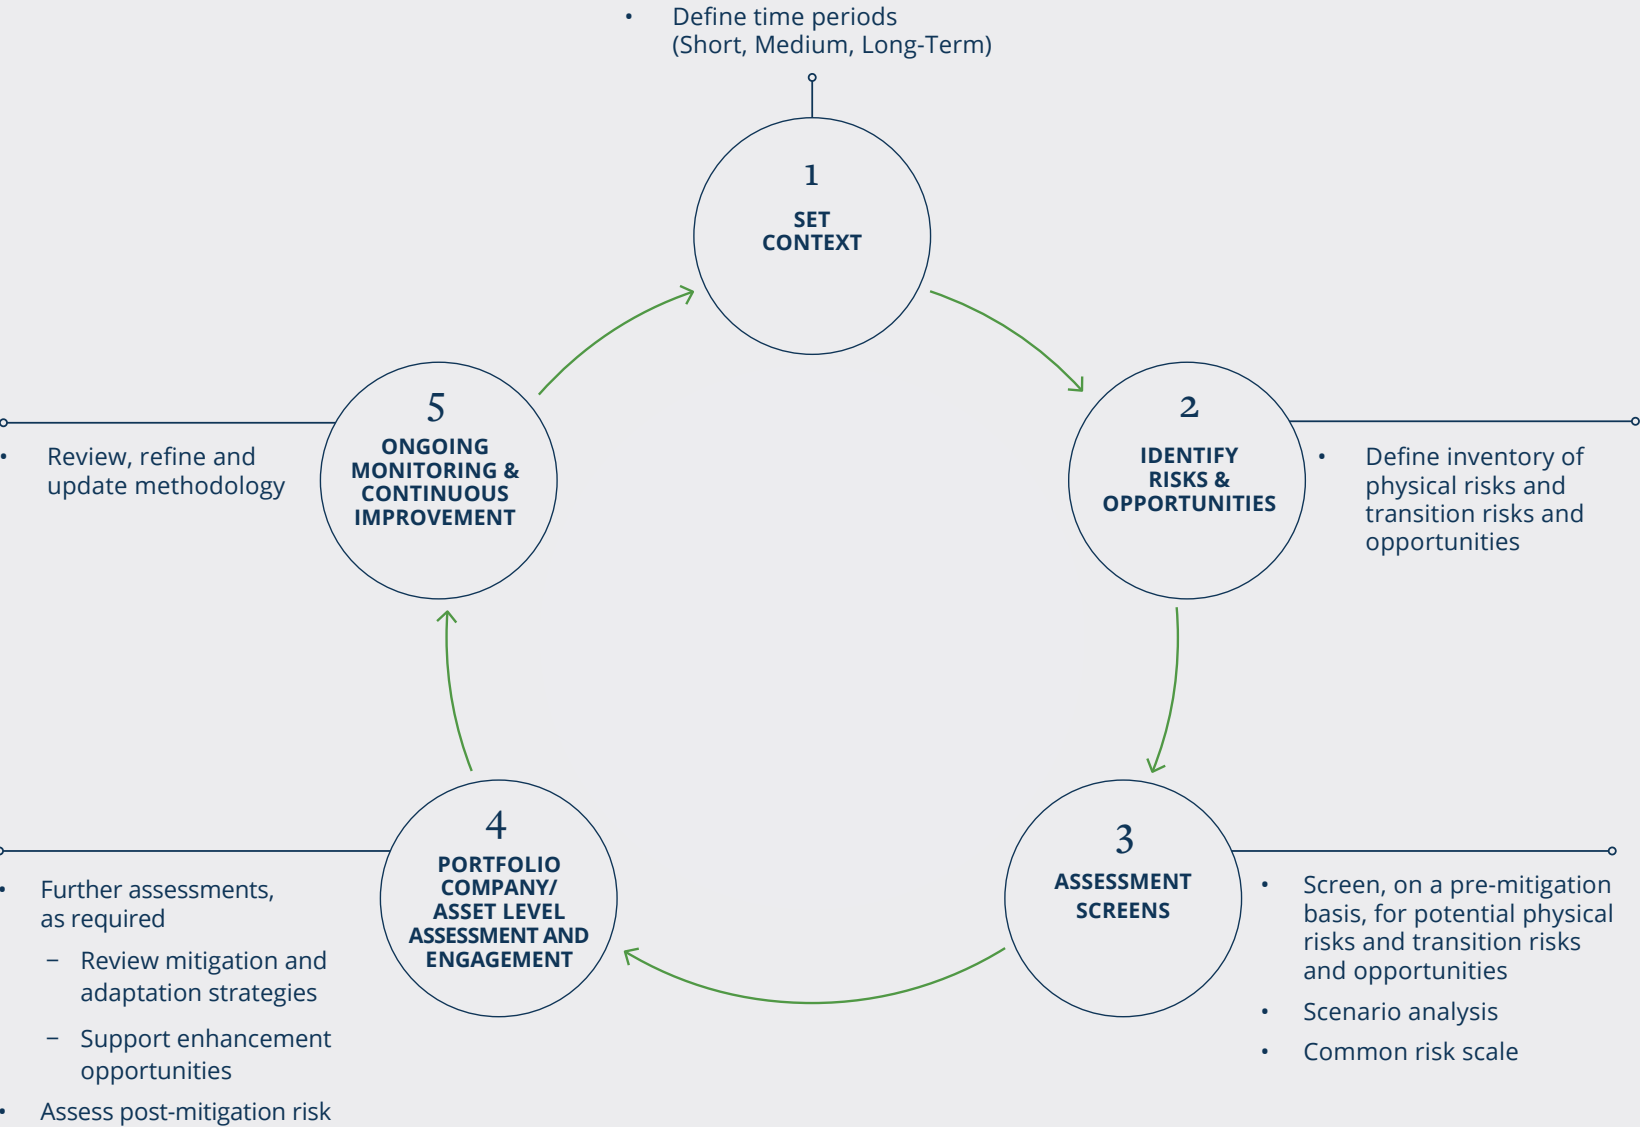 • Define time periods
(Short, Medium, Long-Term)
1
SET
CONTEXT
2
IDENTIFY
RISKS &
OPPORTUNITIES
• Define inventory of
physical risks and
transition risks and
opportunities
3
ASSESSMENT
SCREENS
• Screen, on a pre-mitigation
basis, for potential physical
risks and transition risks
and opportunities
• Scenario analysis
• Common risk scale
4
PORTFOLIO
COMPANY/
ASSET LEVEL
ASSESSMENT AND
ENGAGEMENT
• Further assessments,
as required
– Review mitigation and
adaptation strategies
– Support enhancement
opportunities
• Assess post-mitigation risk
5
ONGOING
MONITORING &
CONTINUOUS
IMPROVEMENT
• Review, refine and
update methodology